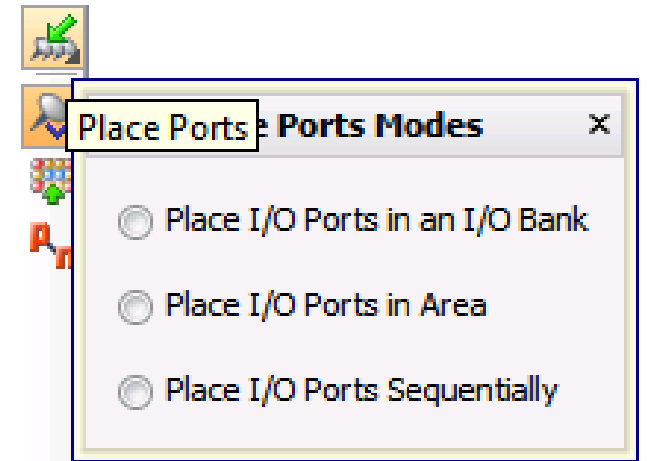 Place Ports
Ports Modes ×
Place I/O Ports in an I/O Bank
Place I/O Ports in Area
Place I/O Ports Sequentially